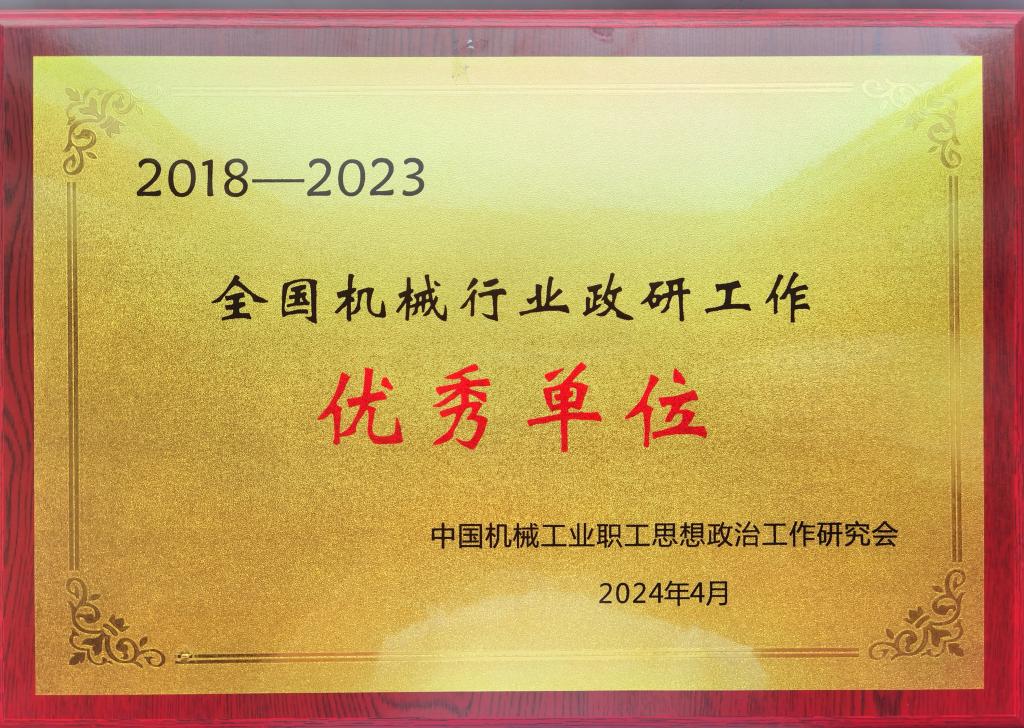 2018—2023
全国机械行业政研工作
优秀单位
中国机械工业职工思想政治工作研究会
2024年4月